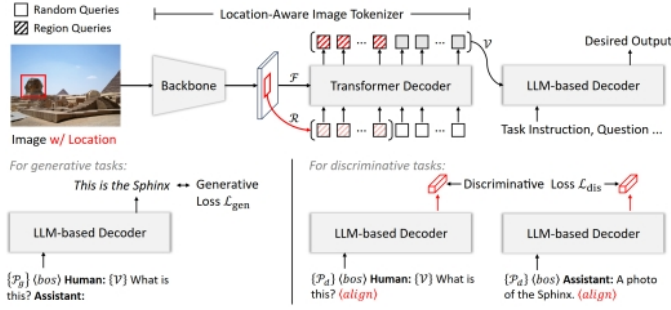 Random Queries
Region Queries
Location-Aware Image Tokenizer
Image w/ Location
Backbone
ℱ
ℛ
Transformer Decoder
𝒱
Desired Output
LLM-based Decoder
Task Instruction, Question ...
For generative tasks:
This is the Sphinx ↔ Generative
Loss ℒgen
LLM-based Decoder
{𝒫g} ⟨bos⟩ Human: {𝒱} What is
this? Assistant:
For discriminative tasks:
Discriminative Loss ℒdis
LLM-based Decoder
{𝒫d} ⟨bos⟩ Human: {𝒱} What is
this? ⟨align⟩
LLM-based Decoder
{𝒫d} ⟨bos⟩ Assistant: A photo
of the Sphinx. ⟨align⟩